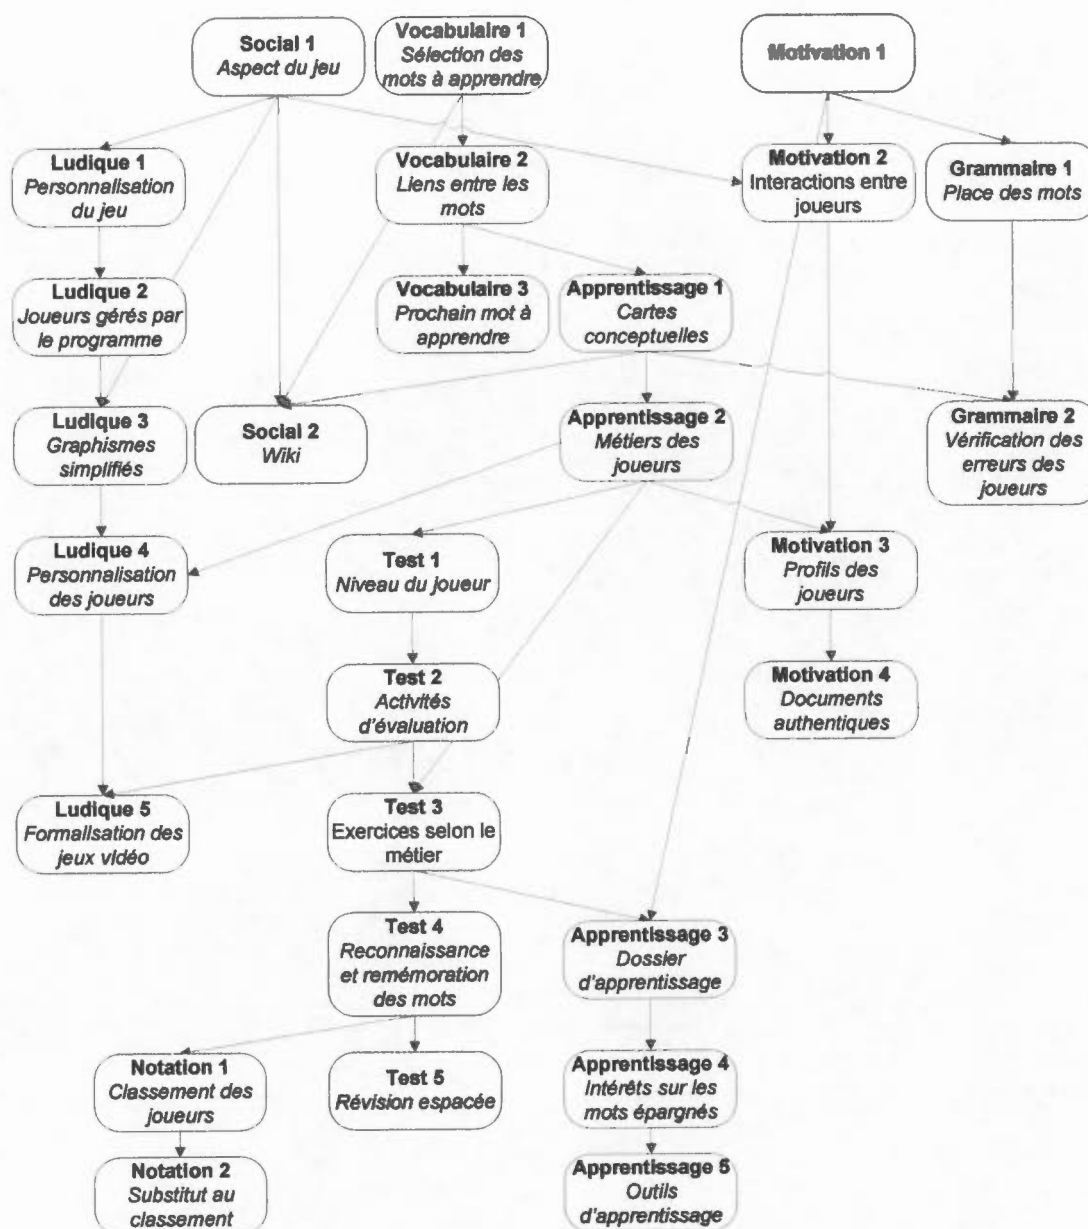 Social 1
Aspect du jeu
Vocabulaire 1
Sélection des
mots à apprendre
Motivation 1
Ludique 1
Personnalisation
du jeu
Vocabulaire 2
Liens entre les
mots
Motivation 2
Interactions entre
joueurs
Grammaire 1
Place des mots
Ludique 2
Joueurs gérés par
le programme
Vocabulaire 3
Prochain mot à
apprendre
Apprentissage 1
Cartes
conceptuelles
Ludique 3
Graphismes
simplifiés
Social 2
Wiki
Apprentissage 2
Métiers des
joueurs
Grammaire 2
Vérification des
erreurs des
joueurs
Ludique 4
Personnalisation
des joueurs
Test 1
Niveau du joueur
Motivation 3
Profils des
joueurs
Test 2
Activités
d'évaluation
Motivation 4
Documents
authentiques
Ludique 5
Formalisation des
jeux vidéo
Test 3
Exercices selon le
métier
Test 4
Reconnaissance
et remémoration
des mots
Apprentissage 3
Dossier
d'apprentissage
Notation 1
Classement des
joueurs
Test 5
Révision espacée
Apprentissage 4
Intérêts sur les
mots épargnés
Notation 2
Substitut au
classement
Apprentissage 5
Outils
d'apprentissage